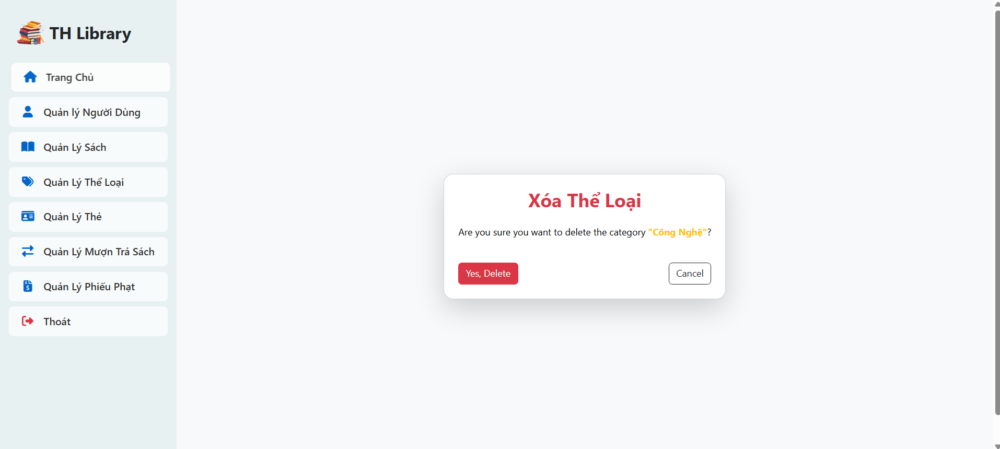 TH Library
Trang Chủ
Quản lý Người Dùng
Quản Lý Sách
Quản Lý Thể Loại
Quản Lý Thẻ
Quản Lý Mượn Trả Sách
Quản Lý Phiếu Phạt
Thoát
Xóa Thể Loại
Are you sure you want to delete the category "Công Nghệ"?
Yes, Delete
Cancel